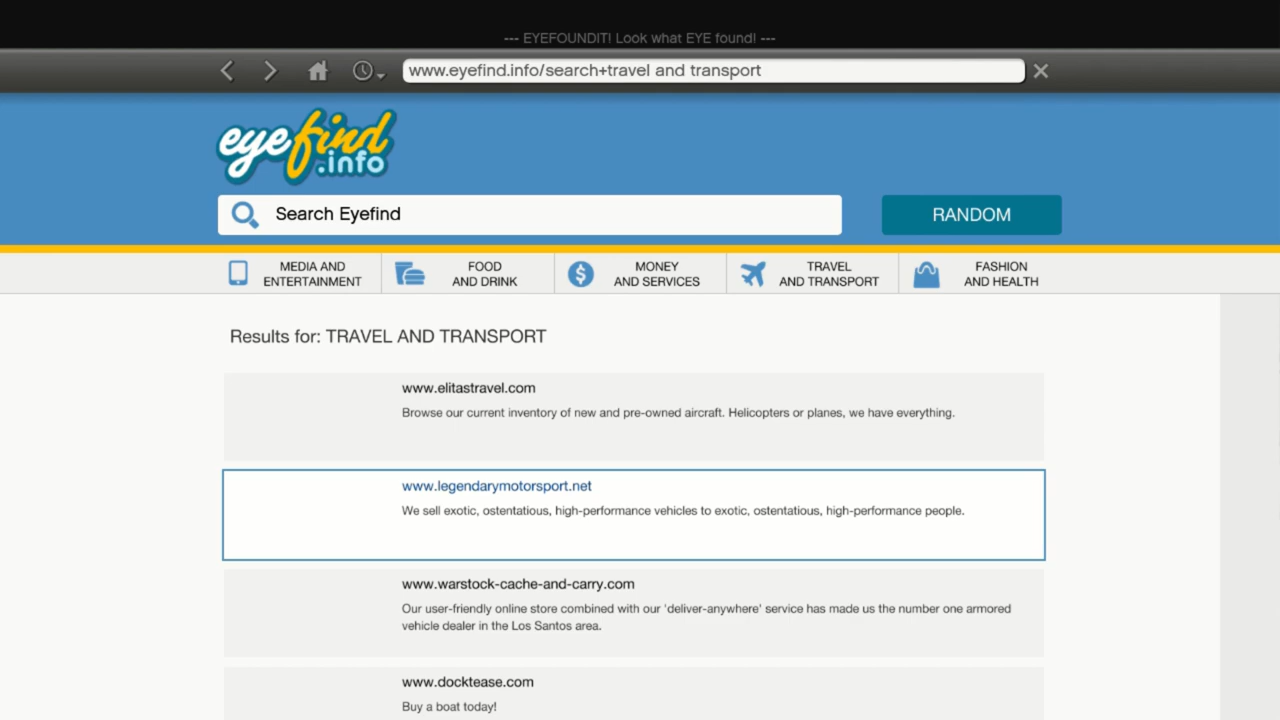 --- EYEFOUNDIT! Look what EYE found! ---
www.eyefind.info/search+travel and transport
eyefind
.info
Search Eyefind
RANDOM
MEDIA AND
ENTERTAINMENT
FOOD
AND DRINK
MONEY
AND SERVICES
TRAVEL
AND TRANSPORT
FASHION
AND HEALTH
Results for: TRAVEL AND TRANSPORT
www.elitastravel.com
Browse our current inventory of new and pre-owned aircraft. Helicopters or planes, we have everything.
www.legendarymotorsport.net
We sell exotic, ostentatious, high-performance vehicles to exotic, ostentatious, high-performance people.
www.warstock-cache-and-carry.com
Our user-friendly online store combined with our 'deliver-anywhere' service has made us the number one armored
vehicle dealer in the Los Santos area.
www.docktease.com
Buy a boat today!